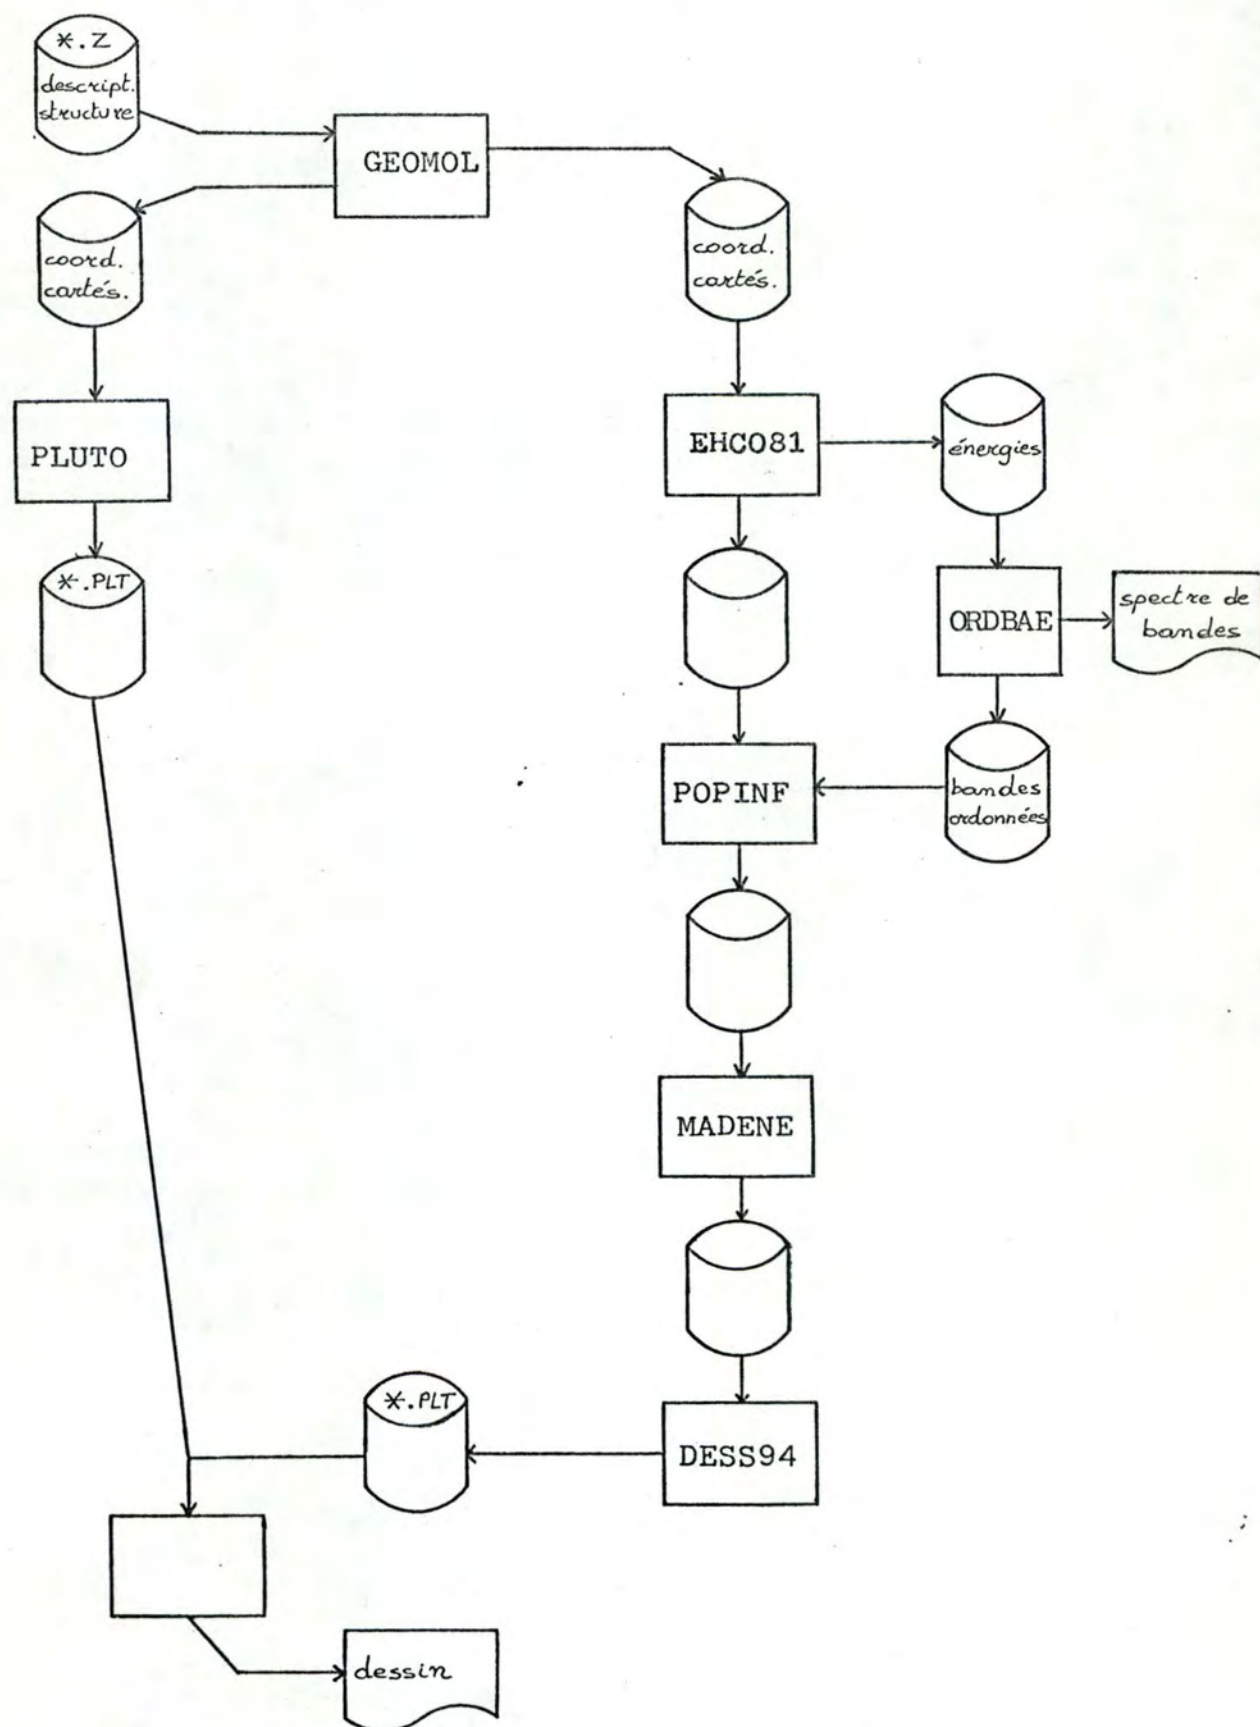 *.Z
descript.
structure
GEOMOL
coord.
cartés.
coord.
cartés.
PLUTO
EHCO81
énergies
*.PLT
ORDBAE
spectre de
bandes
POPINF
bandes
ordonnées
MADENE
*.PLT
DESS94
dessin